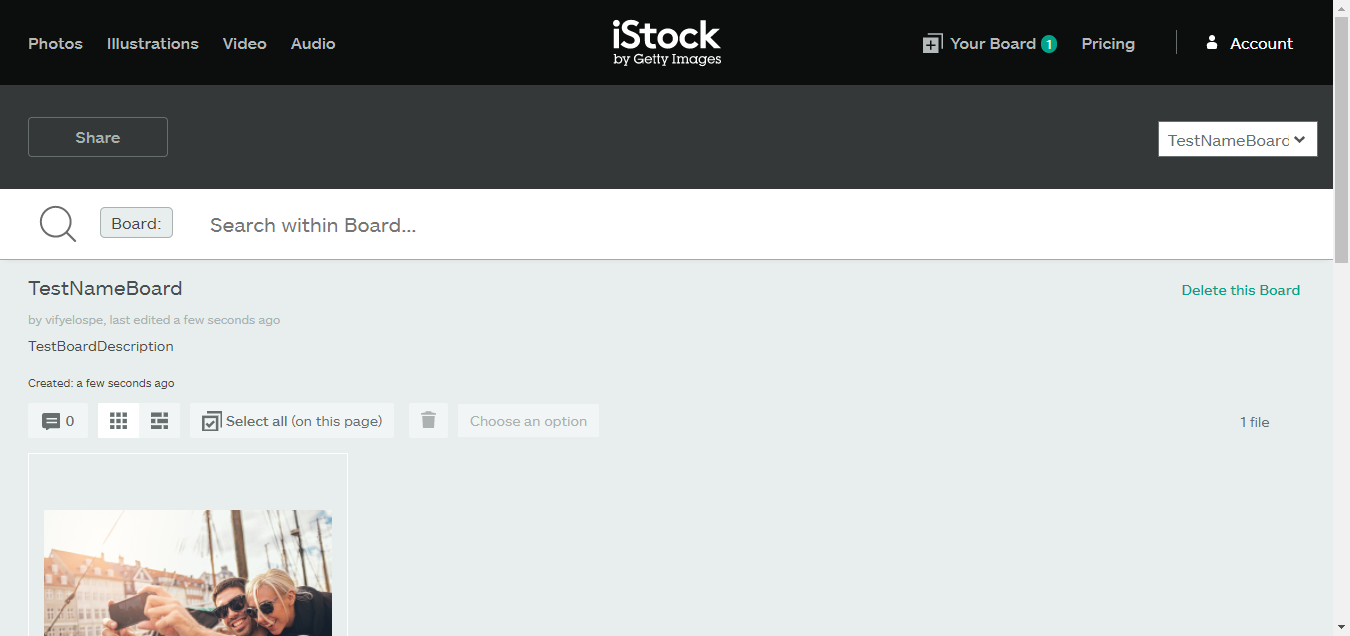 Photos Illustrations Video Audio
iStock
by Getty Images
Your Board 1 Pricing Account
Share
TestNameBoard
Board: Search within Board...
TestNameBoard
Delete this Board
by vifyelospe, last edited a few seconds ago
TestBoardDescription
Created: a few seconds ago
0 Select all (on this page) Choose an option 1 file